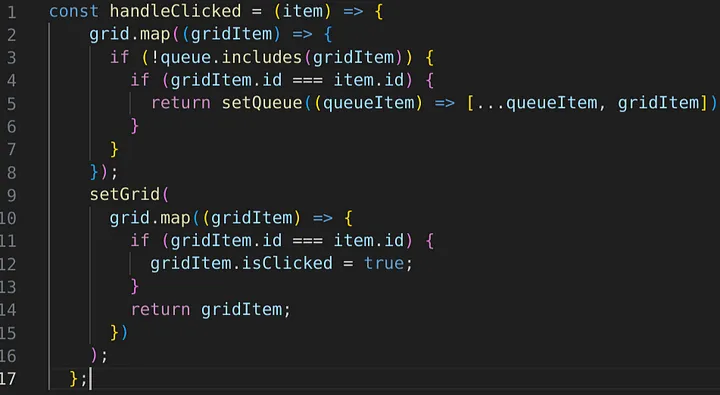 1 const handleClicked = (item) => {
2 grid.map((gridItem) => {
3 if (!queue.includes(gridItem)) {
4 if (gridItem.id === item.id) {
5 return setQueue((queueItem) => [...queueItem, gridItem])
6 }
7 }
8 });
9 setGrid(
10 grid.map((gridItem) => {
11 if (gridItem.id === item.id) {
12 gridItem.isClicked = true;
13 }
14 return gridItem;
15 })
16 );
17 };